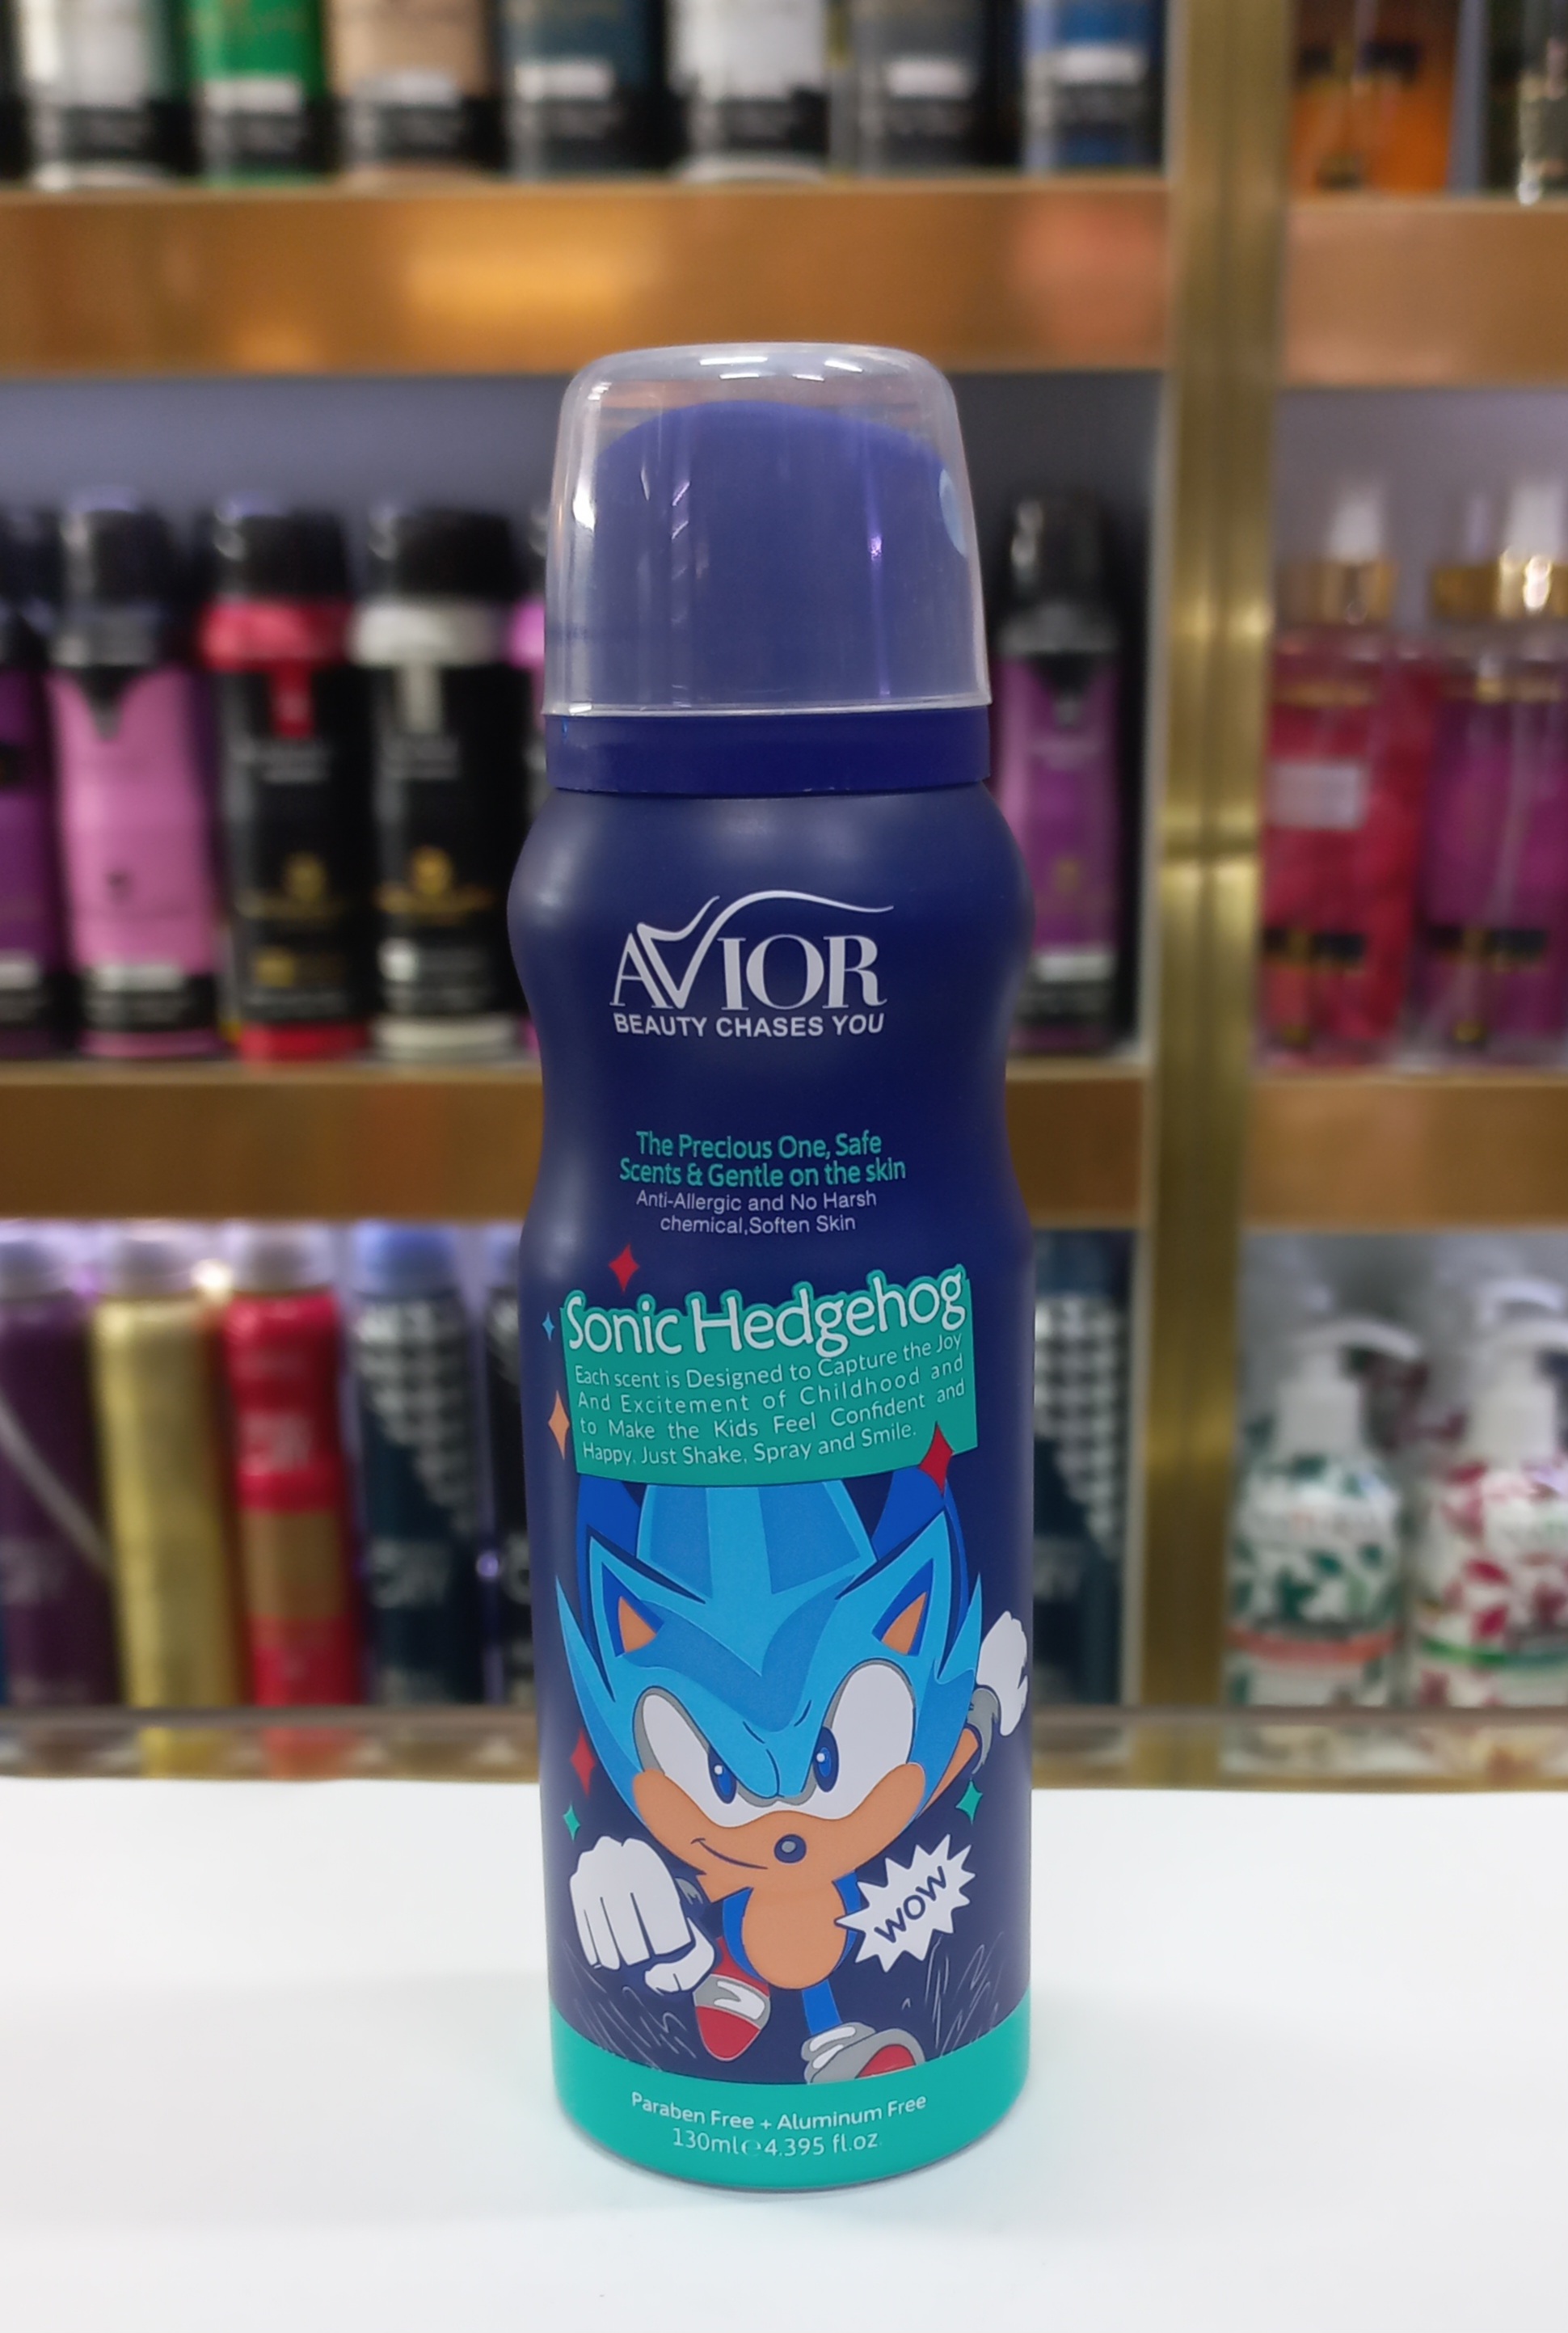 AVIOR
BEAUTY CHASES YOU
The Precious One, Safe
Scents & Gentle on the skin
Anti-Allergic and No Harsh
chemical,Soften Skin
Sonic Hedgehog
Each scent is Designed to Capture the Joy
And Excitement of Childhood and
to Make the Kids Feel Confident and
Happy. Just Shake, Spray and Smile.
WOW
Paraben Free + Aluminum Free
130ml℮4.395 fl.oz